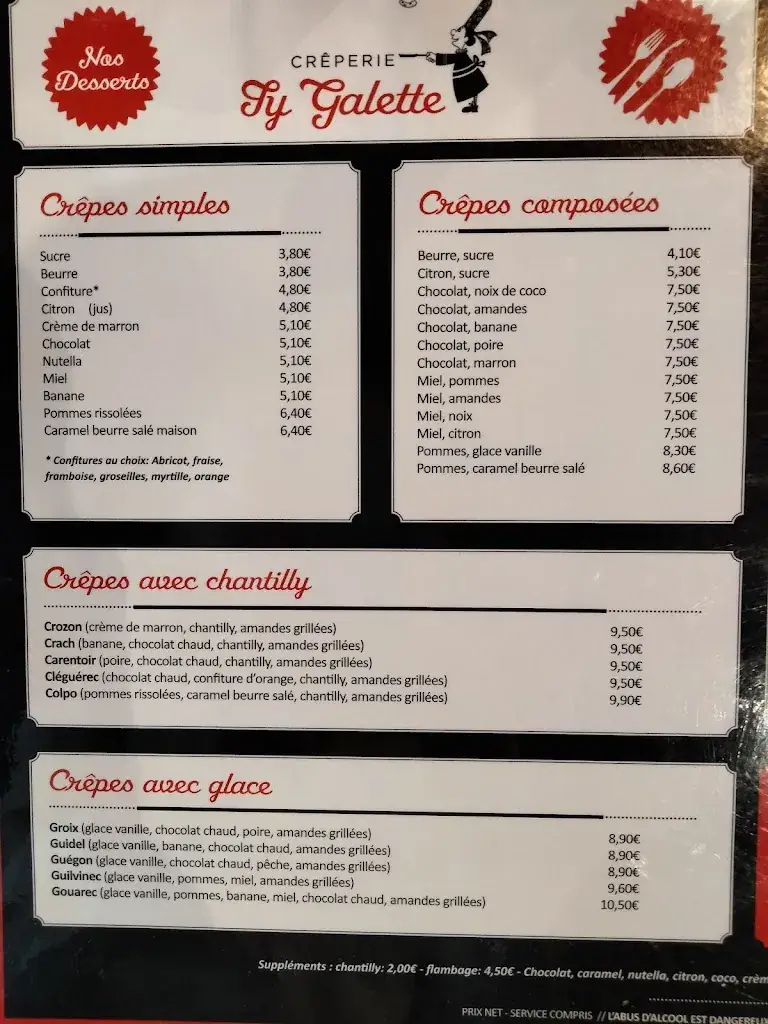 Nos
Desserts
CRÊPERIE
Ty Galette
Crêpes simples
Sucre 3,80€
Beurre 3,80€
Confiture* 4,80€
Citron (jus) 4,80€
Crème de marron 5,10€
Chocolat 5,10€
Nutella 5,10€
Miel 5,10€
Banane 5,10€
Pommes rissolées 6,40€
Caramel beurre salé maison 6,40€
* Confitures au choix: Abricot, fraise,
framboise, groseilles, myrtille, orange
Crêpes composées
Beurre, sucre 4,10€
Citron, sucre 5,30€
Chocolat, noix de coco 7,50€
Chocolat, amandes 7,50€
Chocolat, banane 7,50€
Chocolat, poire 7,50€
Chocolat, marron 7,50€
Miel, pommes 7,50€
Miel, amandes 7,50€
Miel, noix 7,50€
Miel, citron 7,50€
Pommes, glace vanille 8,30€
Pommes, caramel beurre salé 8,60€
Crêpes avec chantilly
Crozon (crème de marron, chantilly, amandes grillées) 9,50€
Crach (banane, chocolat chaud, chantilly, amandes grillées) 9,50€
Carentoir (poire, chocolat chaud, chantilly, amandes grillées) 9,50€
Cléguérec (chocolat chaud, confiture d'orange, chantilly, amandes grillées) 9,50€
Colpo (pommes rissolées, caramel beurre salé, chantilly, amandes grillées) 9,90€
Crêpes avec glace
Groix (glace vanille, chocolat chaud, poire, amandes grillées) 8,90€
Guidel (glace vanille, banane, chocolat chaud, amandes grillées) 8,90€
Guégon (glace vanille, chocolat chaud, pêche, amandes grillées) 8,90€
Guilvinec (glace vanille, pommes, miel, amandes grillées) 9,60€
Gouarec (glace vanille, pommes, banane, miel, chocolat chaud, amandes grillées) 10,50€
Suppléments : chantilly: 2,00€ - flambage: 4,50€ - Chocolat, caramel, nutella, citron, coco, crèm
PRIX NET - SERVICE COMPRIS // L'ABUS D'ALCOOL EST DANGEREUX